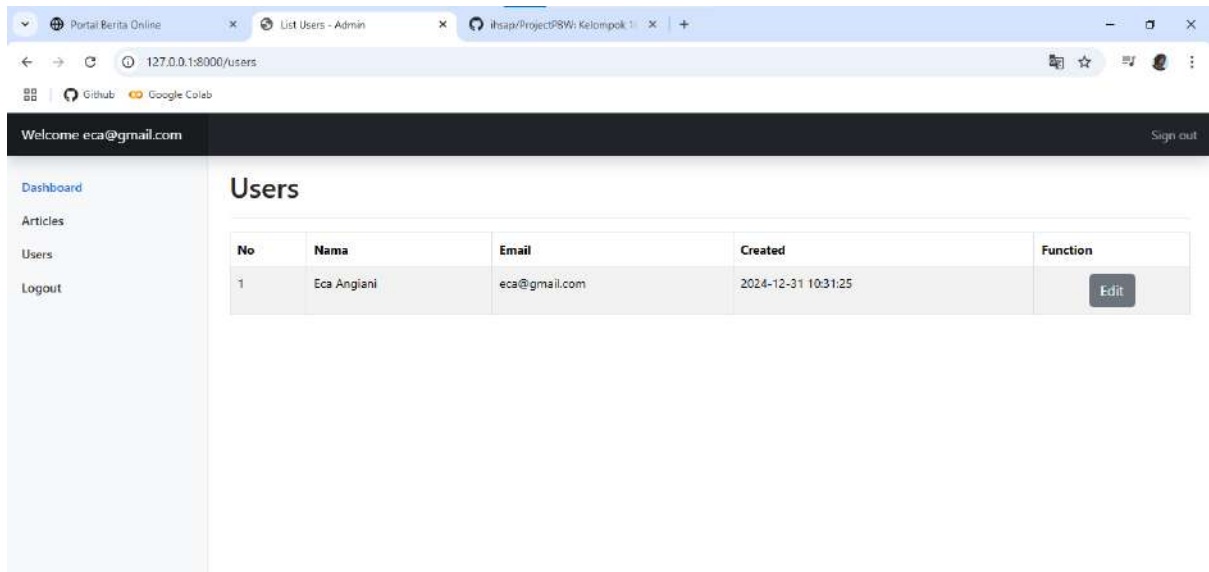 Portal Berita Online
List Users - Admin
ihsap/ProjectPBW: Kelompok 1
127.0.0.1:8000/users
Github
Google Colab
Welcome eca@gmail.com
Sign out
Dashboard
Articles
Users
Logout
Users
No Nama Email Created Function
1 Eca Angiani eca@gmail.com 2024-12-31 10:31:25 Edit